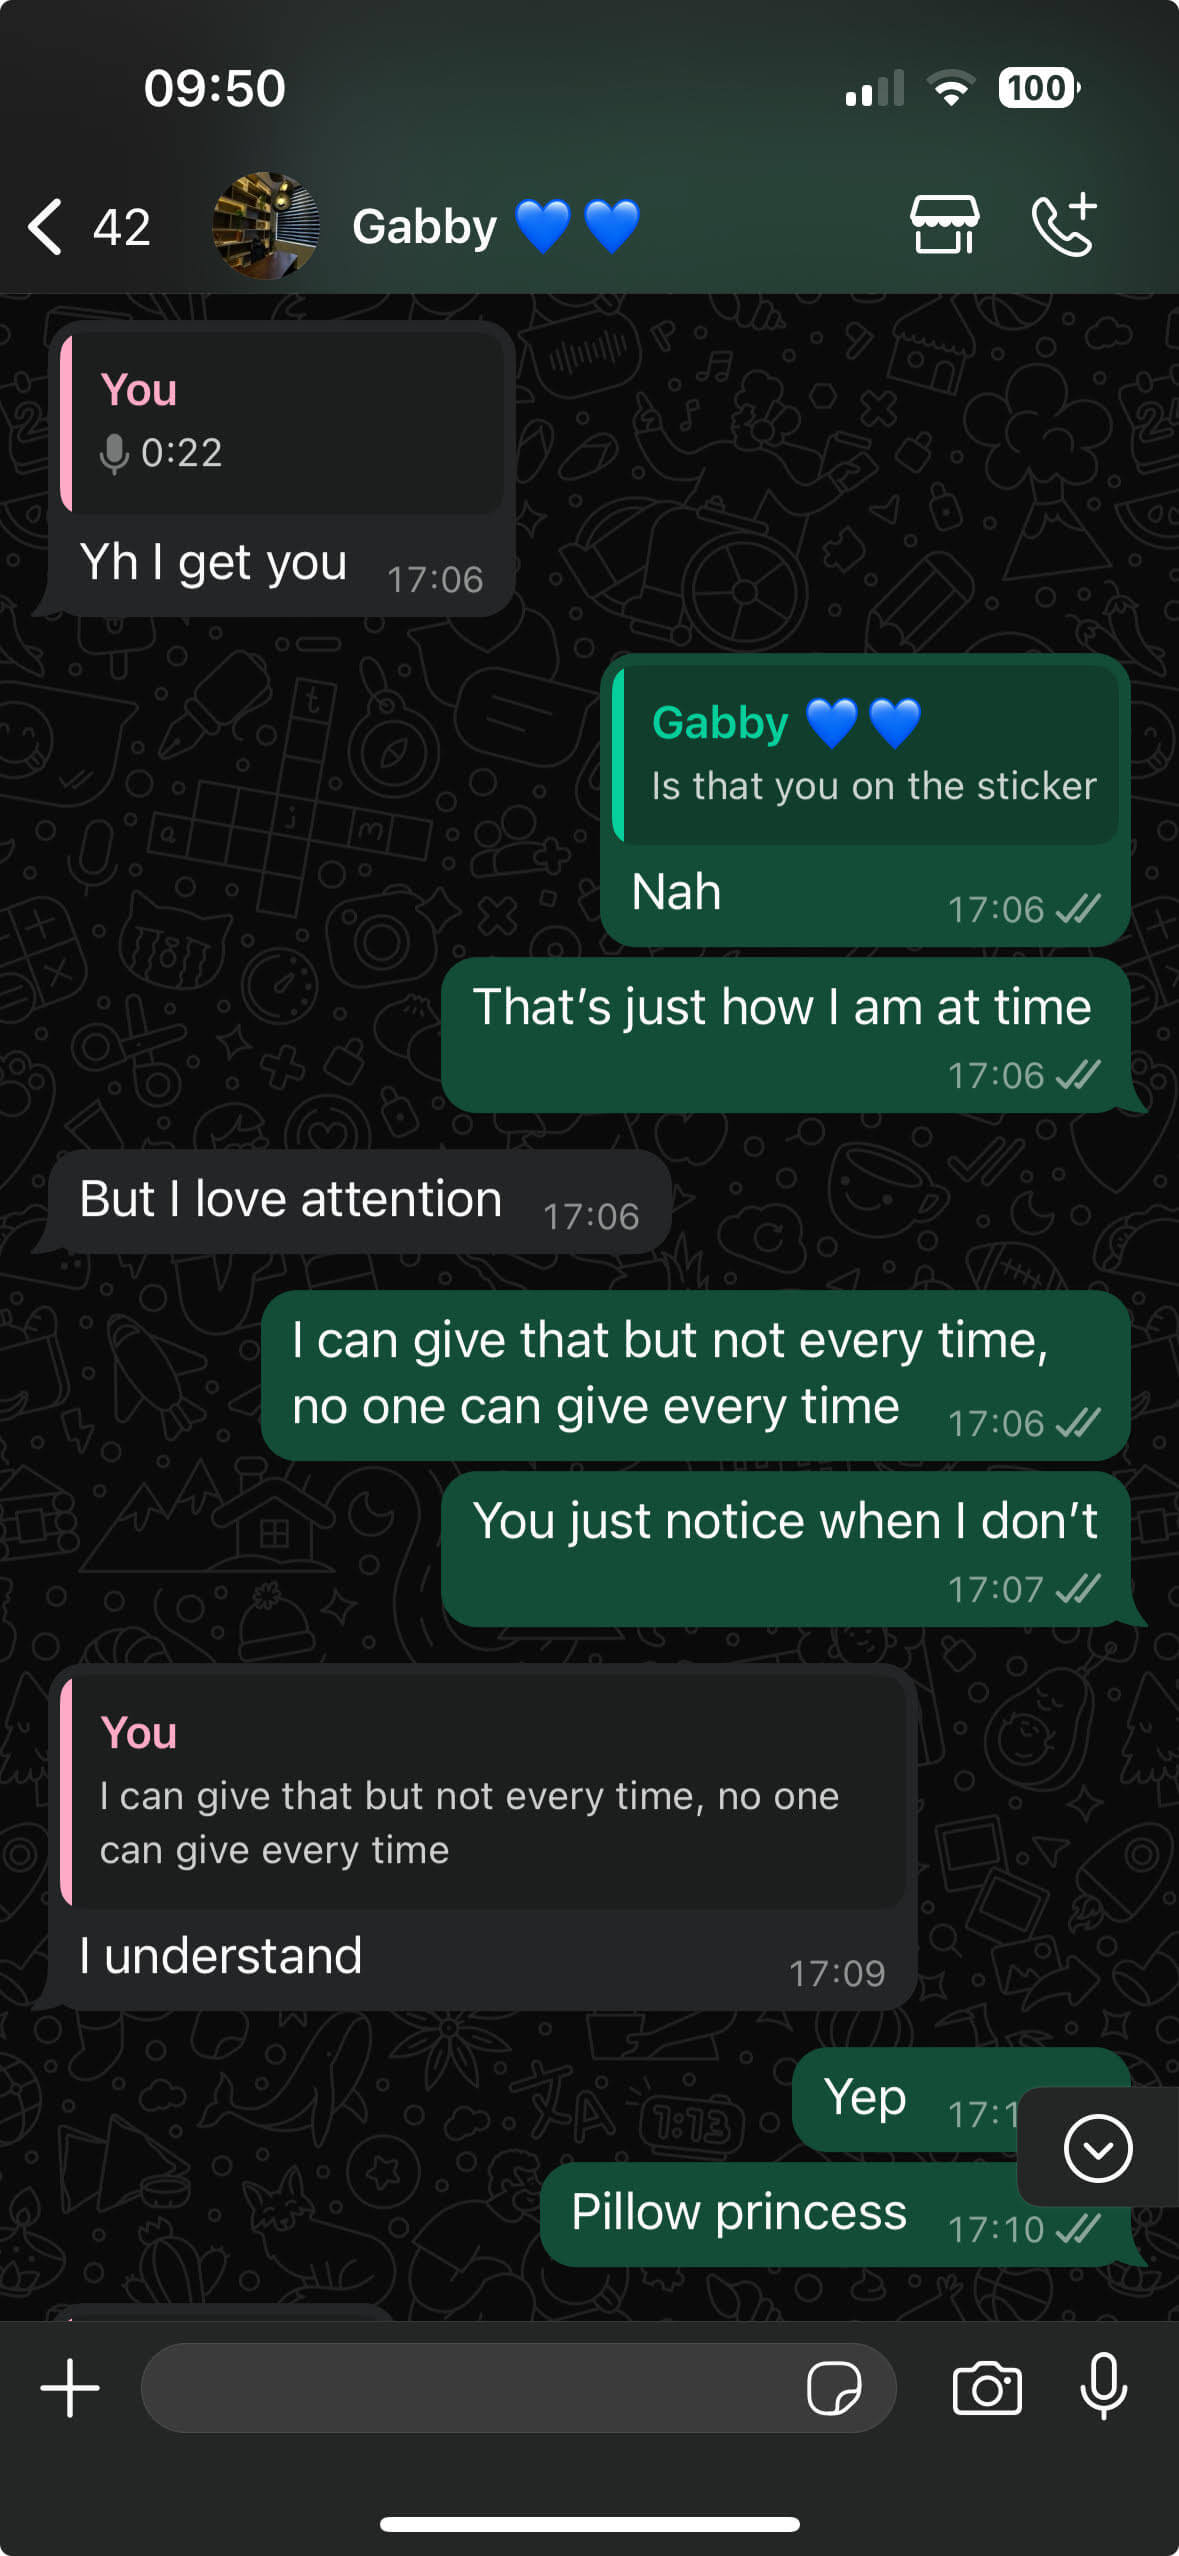 09:50
100
42
Gabby 💙💙
You
0:22
Yh I get you
17:06
Gabby 💙💙
Is that you on the sticker
Nah
17:06
That’s just how I am at time
17:06
But I love attention
17:06
I can give that but not every time,
no one can give every time
17:06
You just notice when I don’t
17:07
You
I can give that but not every time, no one
can give every time
I understand
17:09
Yep
Pillow princess
17:10